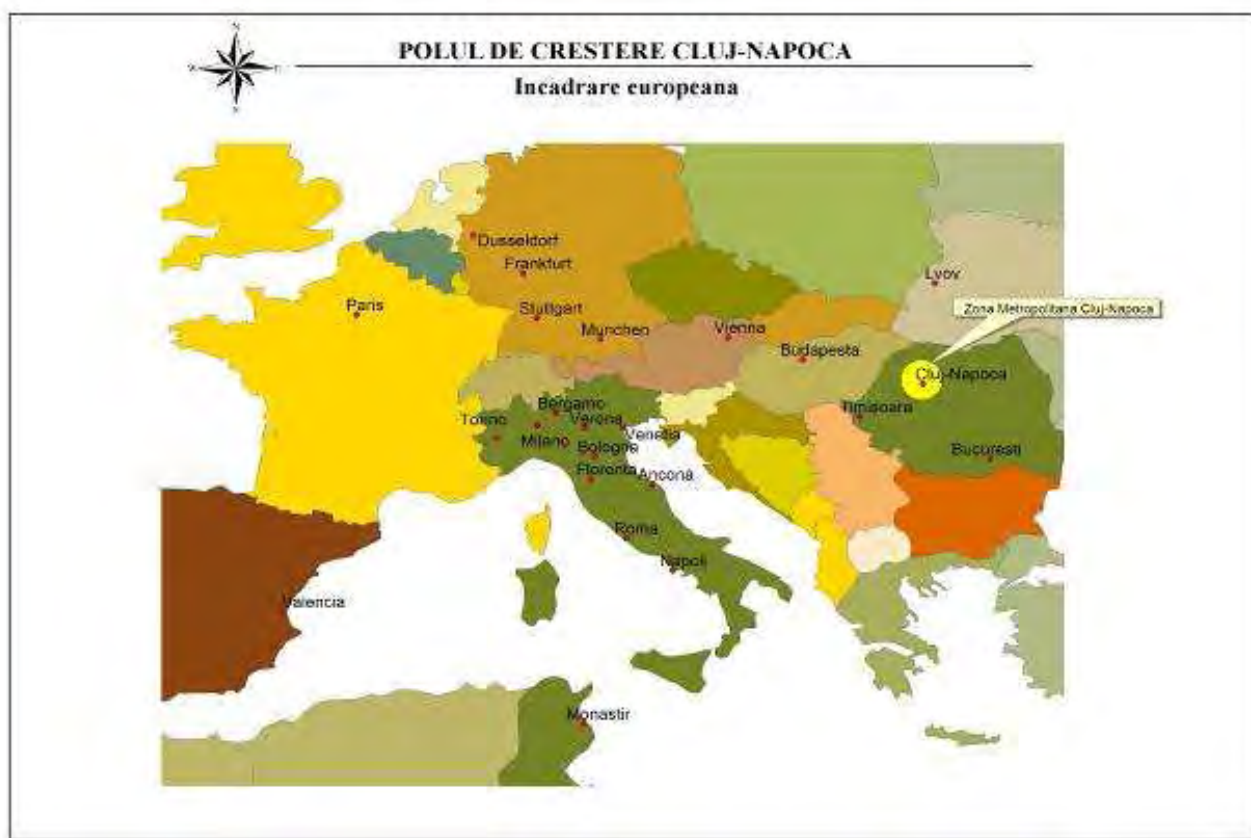 N
W
E
S
POLUL DE CRESTERE CLUJ-NAPOCA
Incadrare europeana
Dusseldorf
Frankfurt
Lvov
Paris
Zona Metropolitana Cluj-Napoca
Stuttgart
Munchen
Vienna
Budapesta
Cluj-Napoca
Bergamo
Torino
Verona
Timisoara
Milano
Venetia
Bologna
Bucuresti
Florenta
Ancona
Roma
Napoli
Valencia
Monastir